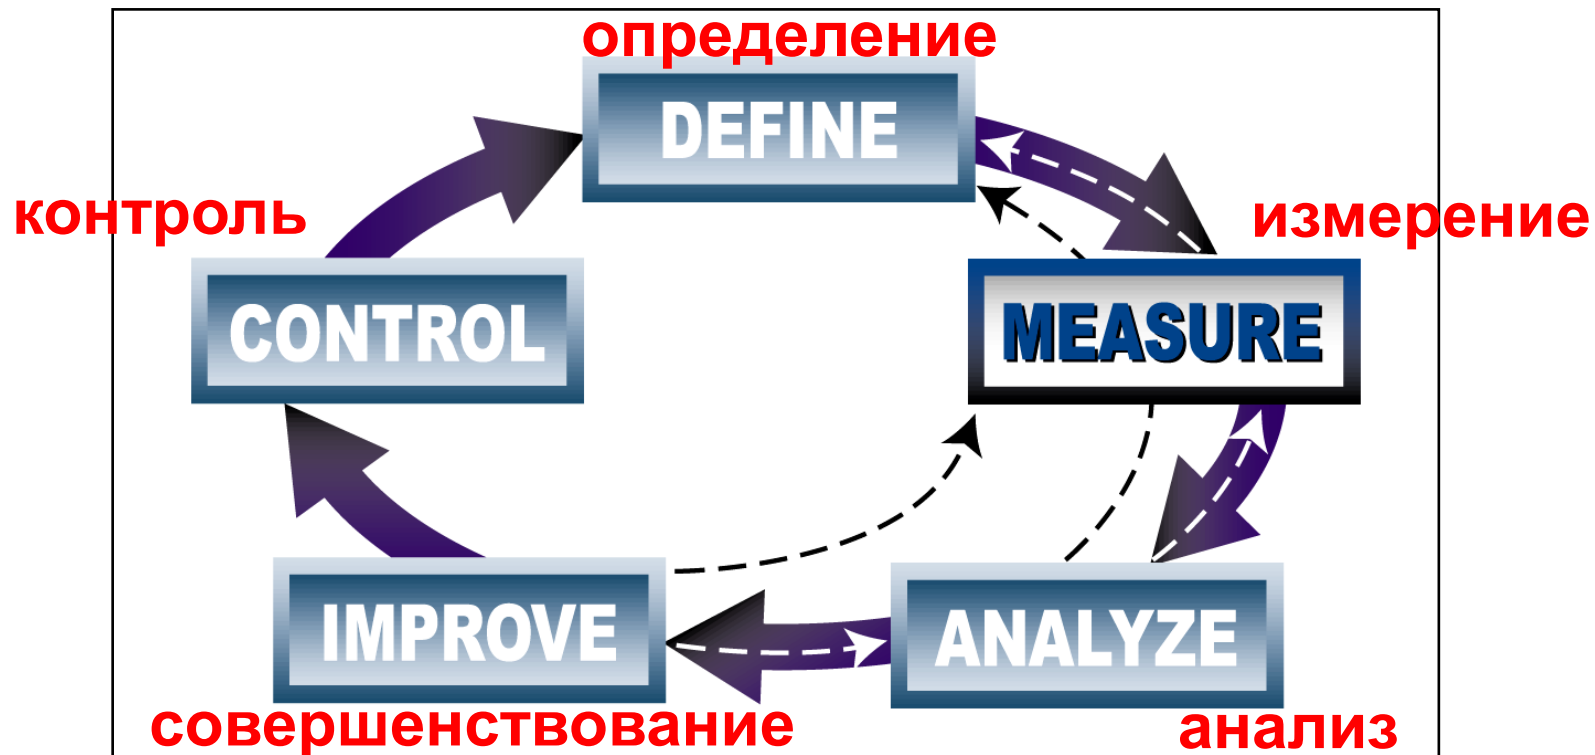 определение
DEFINE
контроль
измерение
CONTROL
MEASURE
IMPROVE
ANALYZE
совершенствование
анализ